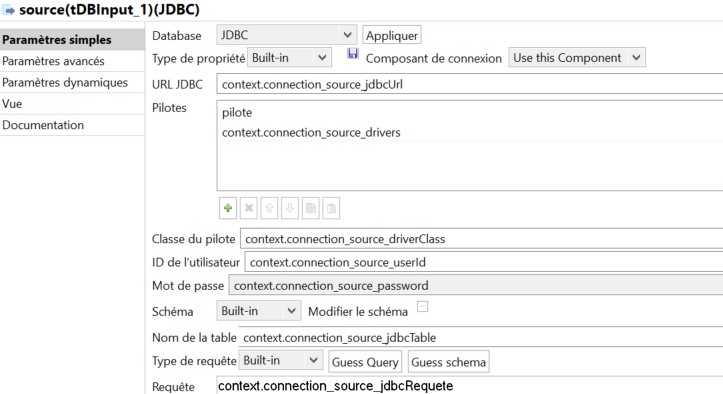 source(tDBInput_1)(JDBC)
Paramètres simples
Paramètres avancés
Paramètres dynamiques
Vue
Documentation
Database JDBC Appliquer
Type de propriété Built-in Composant de connexion Use this Component
URL JDBC context.connection_source_jdbcUrl
Pilotes
pilote
context.connection_source_drivers
Classe du pilote context.connection_source_driverClass
ID de l'utilisateur context.connection_source_userId
Mot de passe context.connection_source_password
Schéma Built-in Modifier le schéma
Nom de la table context.connection_source_jdbcTable
Type de requête Built-in Guess Query Guess schema
Requête context.connection_source_jdbcRequete